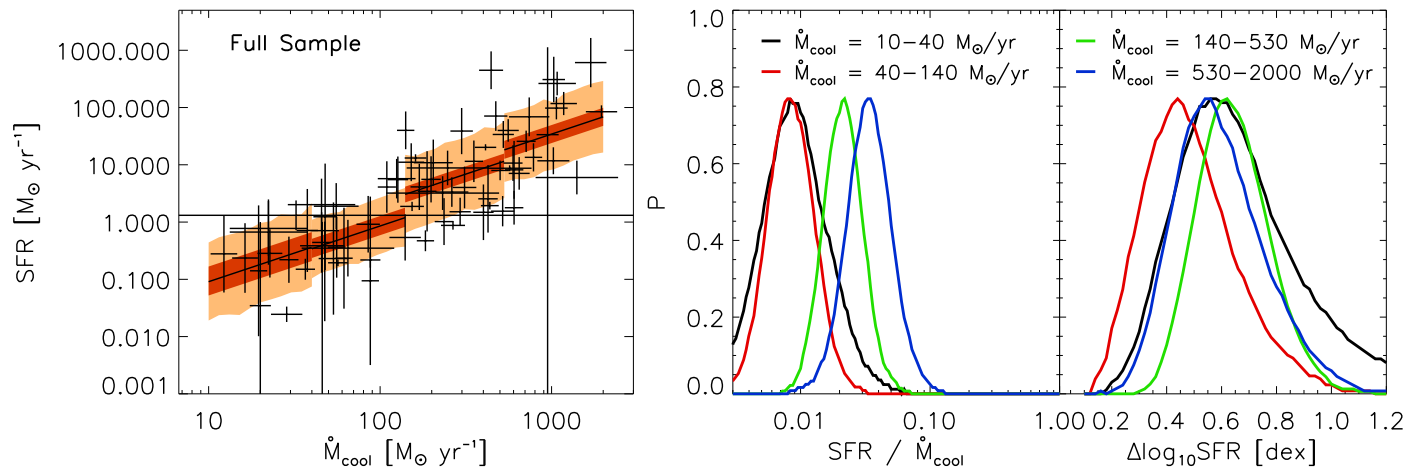 Full Sample
1000.000
100.000
10.000
1.000
0.100
0.010
0.001
SFR [M⊙ yr⁻¹]
10
100
1000
Ṁcool [M⊙ yr⁻¹]
Ṁcool = 10−40 M⊙/yr
Ṁcool = 40−140 M⊙/yr
1.0
0.8
0.6
0.4
0.2
0.0
P
0.01
0.10
1.00
SFR / Ṁcool
Ṁcool = 140−530 M⊙/yr
Ṁcool = 530−2000 M⊙/yr
0.2
0.4
0.6
0.8
1.0
1.2
Δlog₁₀SFR [dex]